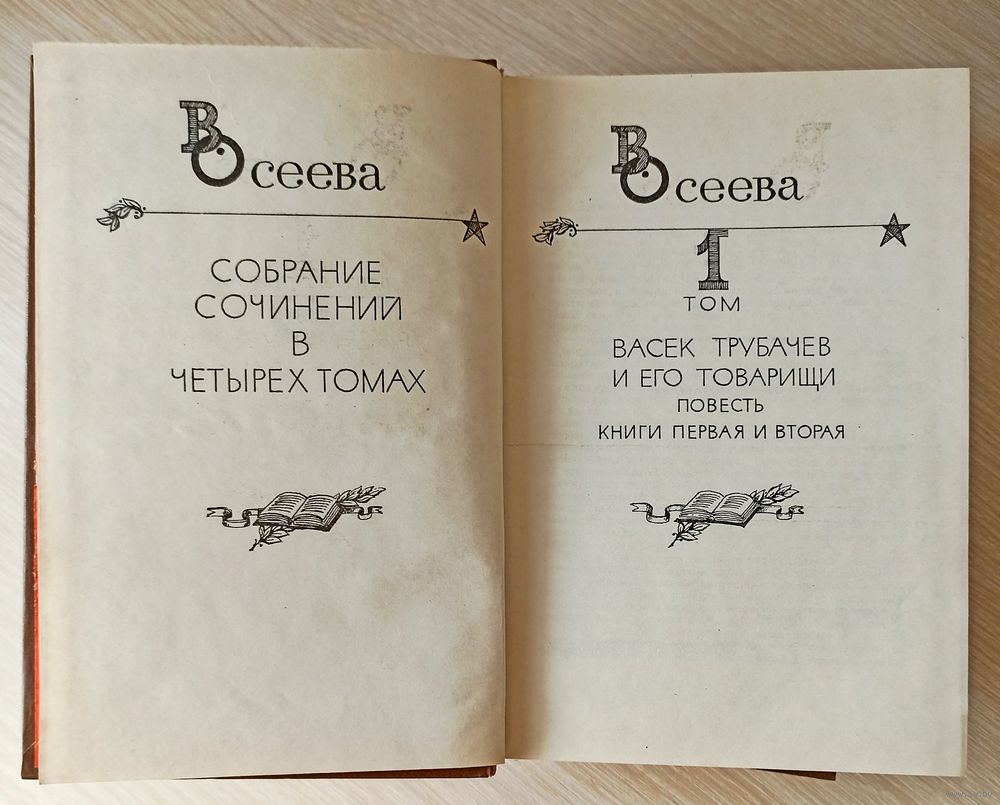 В Осеева
СОБРАНИЕ
СОЧИНЕНИЙ
В
ЧЕТЫРЕХ ТОМАХ
В Осеева
1
ТОМ
ВАСЕК ТРУБАЧЕВ
И ЕГО ТОВАРИЩИ
ПОВЕСТЬ
КНИГИ ПЕРВАЯ И ВТОРАЯ